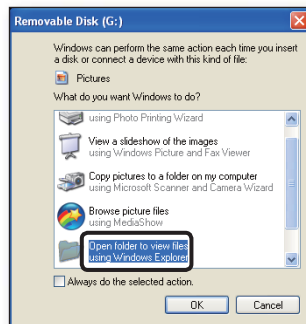 Removable Disk (G:)
Windows can perform the same action each time you insert
a disk or connect a device with this kind of file:
Pictures
What do you want Windows to do?
using Photo Printing Wizard
View a slideshow of the images
using Windows Picture and Fax Viewer
Copy pictures to a folder on my computer
using Microsoft Scanner and Camera Wizard
Browse picture files
using MediaShow
Open folder to view files
using Windows Explorer
Always do the selected action.
OK
Cancel